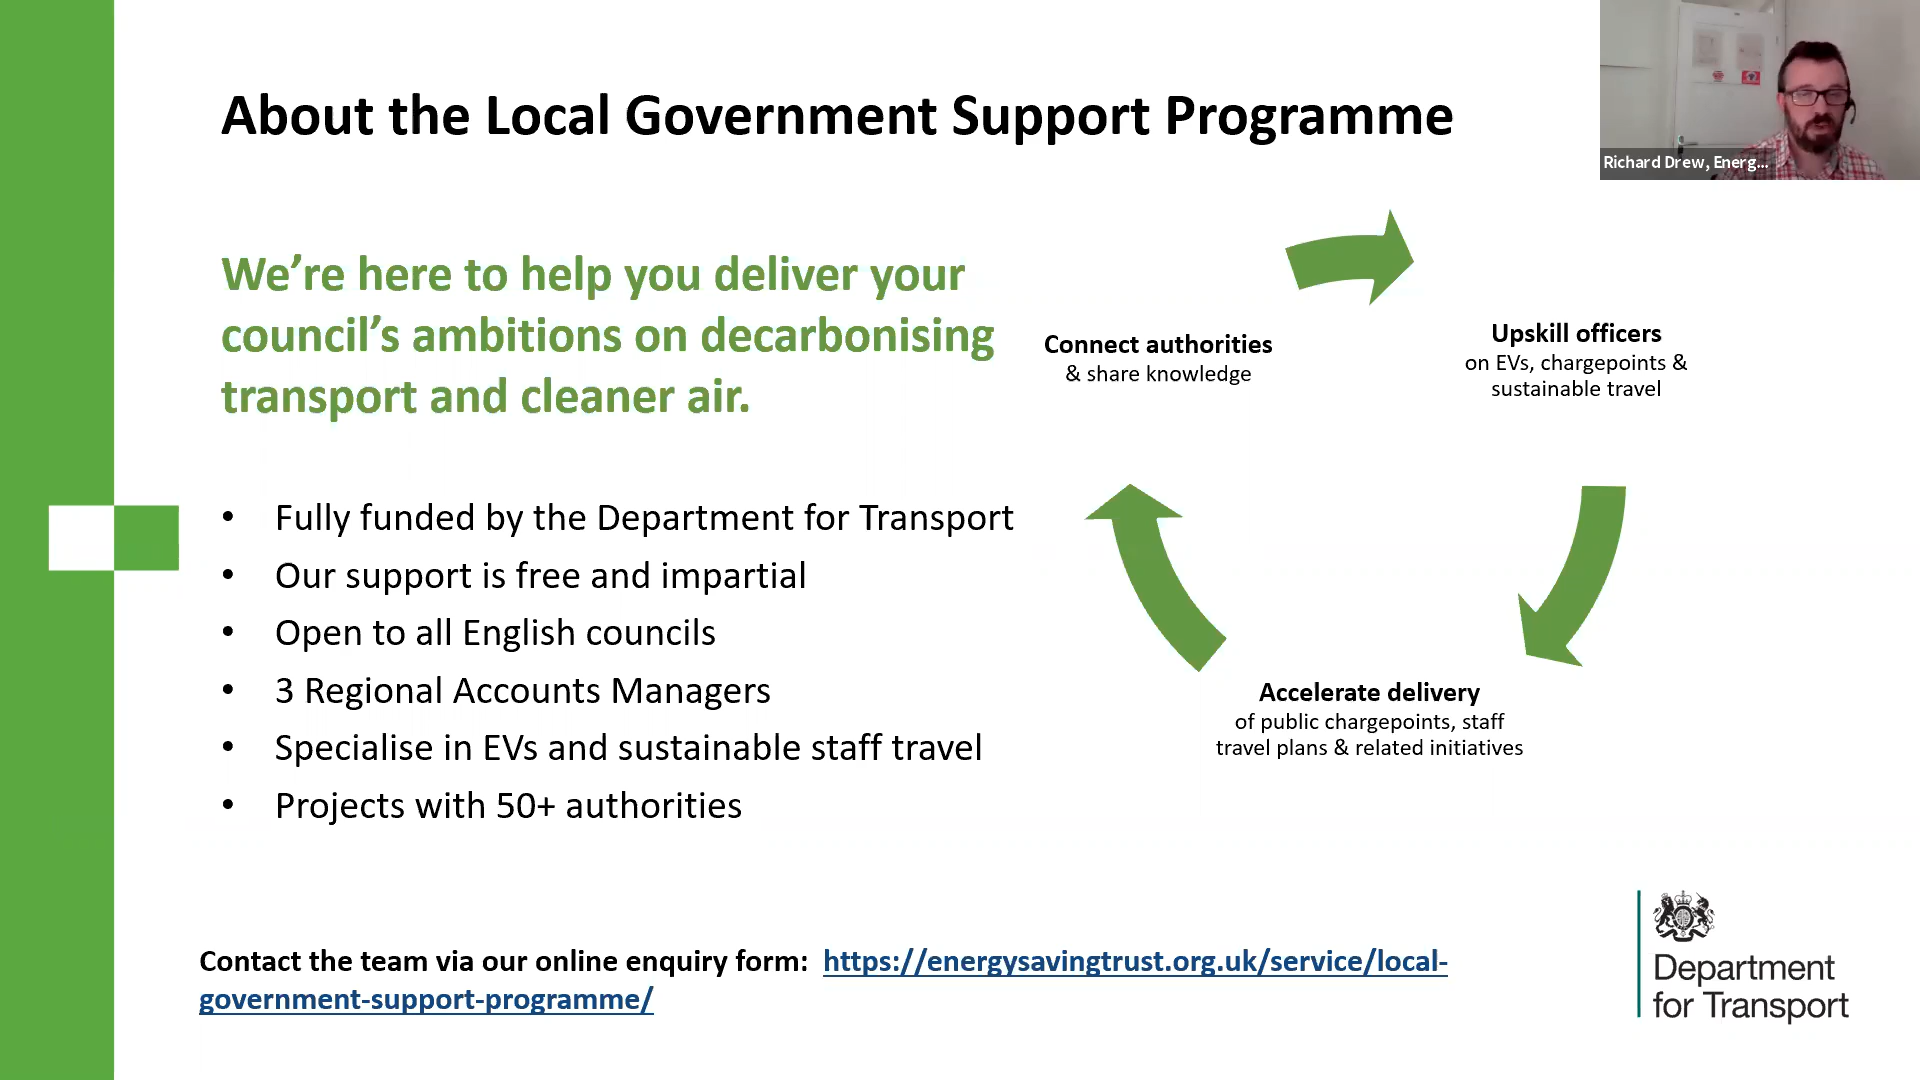 About the Local Government Support Programme
Richard Drew, Energ...
We're here to help you deliver your
council's ambitions on decarbonising
transport and cleaner air.
• Fully funded by the Department for Transport
• Our support is free and impartial
• Open to all English councils
• 3 Regional Accounts Managers
• Specialise in EVs and sustainable staff travel
• Projects with 50+ authorities
Connect authorities
& share knowledge
Upskill officers
on EVs, chargepoints &
sustainable travel
Accelerate delivery
of public chargepoints, staff
travel plans & related initiatives
Contact the team via our online enquiry form: https://energysavingtrust.org.uk/service/local-
government-support-programme/
Department
for Transport